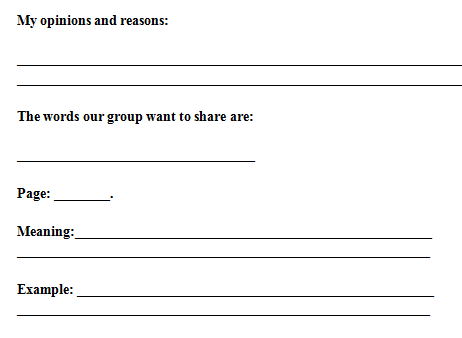 My opinions and reasons:
The words our group want to share are:
Page: ________.
Meaning:
Example: